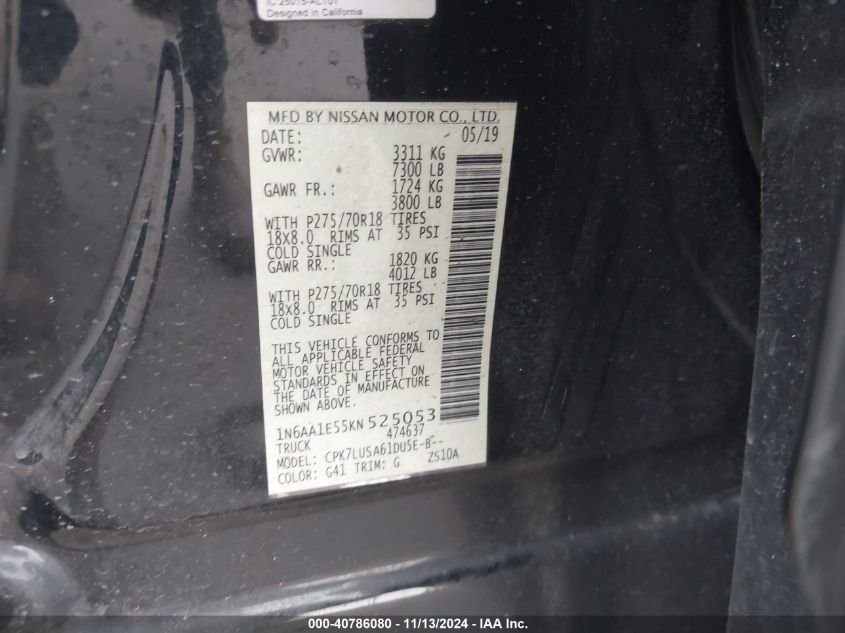 Designed in California
MFD BY NISSAN MOTOR CO., LTD.
DATE: 05/19
GVWR: 3311 KG
7300 LB
GAWR FR.: 1724 KG
3800 LB
WITH P275/70R18 TIRES
18X8.0 RIMS AT 35 PSI
COLD SINGLE
GAWR RR.: 1820 KG
4012 LB
WITH P275/70R18 TIRES
18X8.0 RIMS AT 35 PSI
COLD SINGLE
THIS VEHICLE CONFORMS TO
ALL APPLICABLE FEDERAL
MOTOR VEHICLE SAFETY
STANDARDS IN EFFECT ON
THE DATE OF MANUFACTURE
SHOWN ABOVE.
1N6AA1E55KN525053
TRUCK 474637
MODEL: CPK7LUSA61DU5E-B--
COLOR: G41 TRIM: G ZS10A
000-40786080 - 11/13/2024 - IAA Inc.